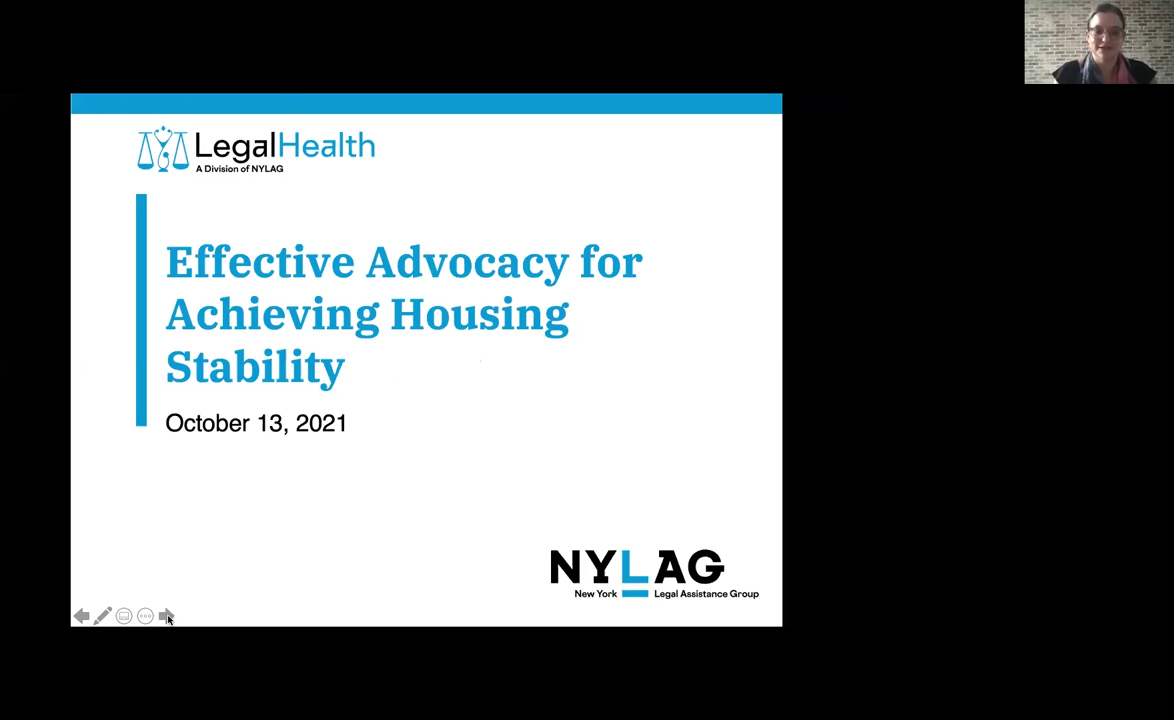 LegalHealth
A Division of NYLAG
Effective Advocacy for
Achieving Housing
Stability
October 13, 2021
NYLAG
New York Legal Assistance Group